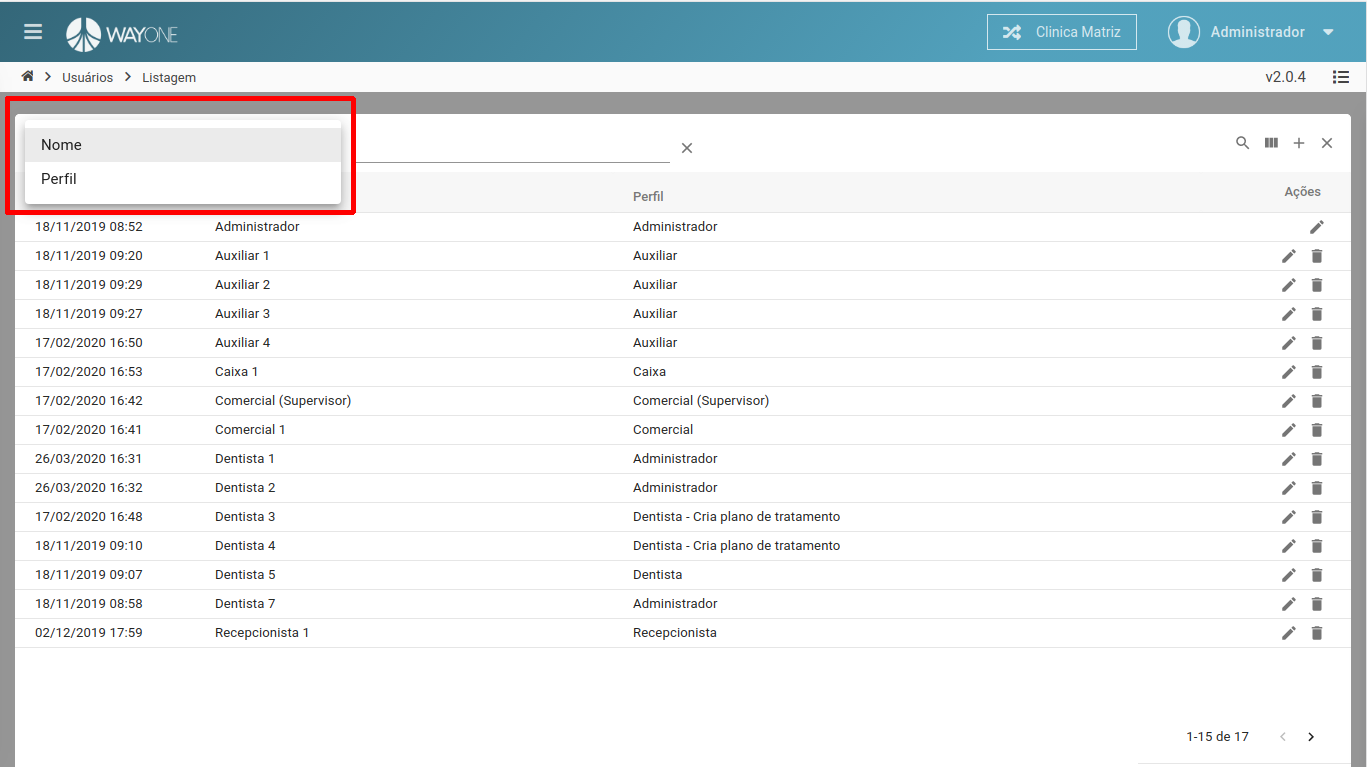 WAYONE
Clinica Matriz
Administrador
Usuários
Listagem
v2.0.4
Nome
Perfil
Perfil
Ações
18/11/2019 08:52 Administrador Administrador
18/11/2019 09:20 Auxiliar 1 Auxiliar
18/11/2019 09:29 Auxiliar 2 Auxiliar
18/11/2019 09:27 Auxiliar 3 Auxiliar
17/02/2020 16:50 Auxiliar 4 Auxiliar
17/02/2020 16:53 Caixa 1 Caixa
17/02/2020 16:42 Comercial (Supervisor) Comercial (Supervisor)
17/02/2020 16:41 Comercial 1 Comercial
26/03/2020 16:31 Dentista 1 Administrador
26/03/2020 16:32 Dentista 2 Administrador
17/02/2020 16:48 Dentista 3 Dentista - Cria plano de tratamento
18/11/2019 09:10 Dentista 4 Dentista - Cria plano de tratamento
18/11/2019 09:07 Dentista 5 Dentista
18/11/2019 08:58 Dentista 7 Administrador
02/12/2019 17:59 Recepcionista 1 Recepcionista
1-15 de 17